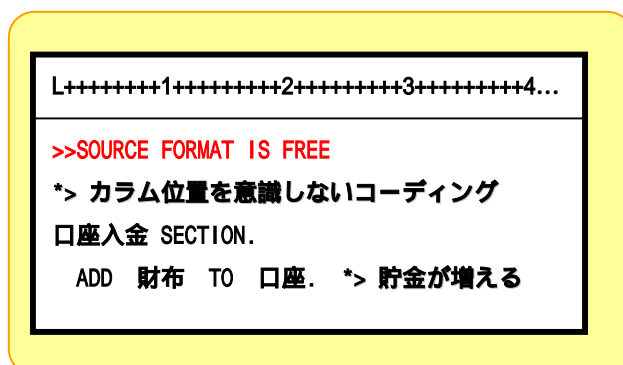 L++++++++1+++++++++2+++++++++3+++++++++4...
>>SOURCE FORMAT IS FREE
*> カラム位置を意識しないコーディング
口座入金 SECTION.
ADD 財布 TO 口座. *> 貯金が増える